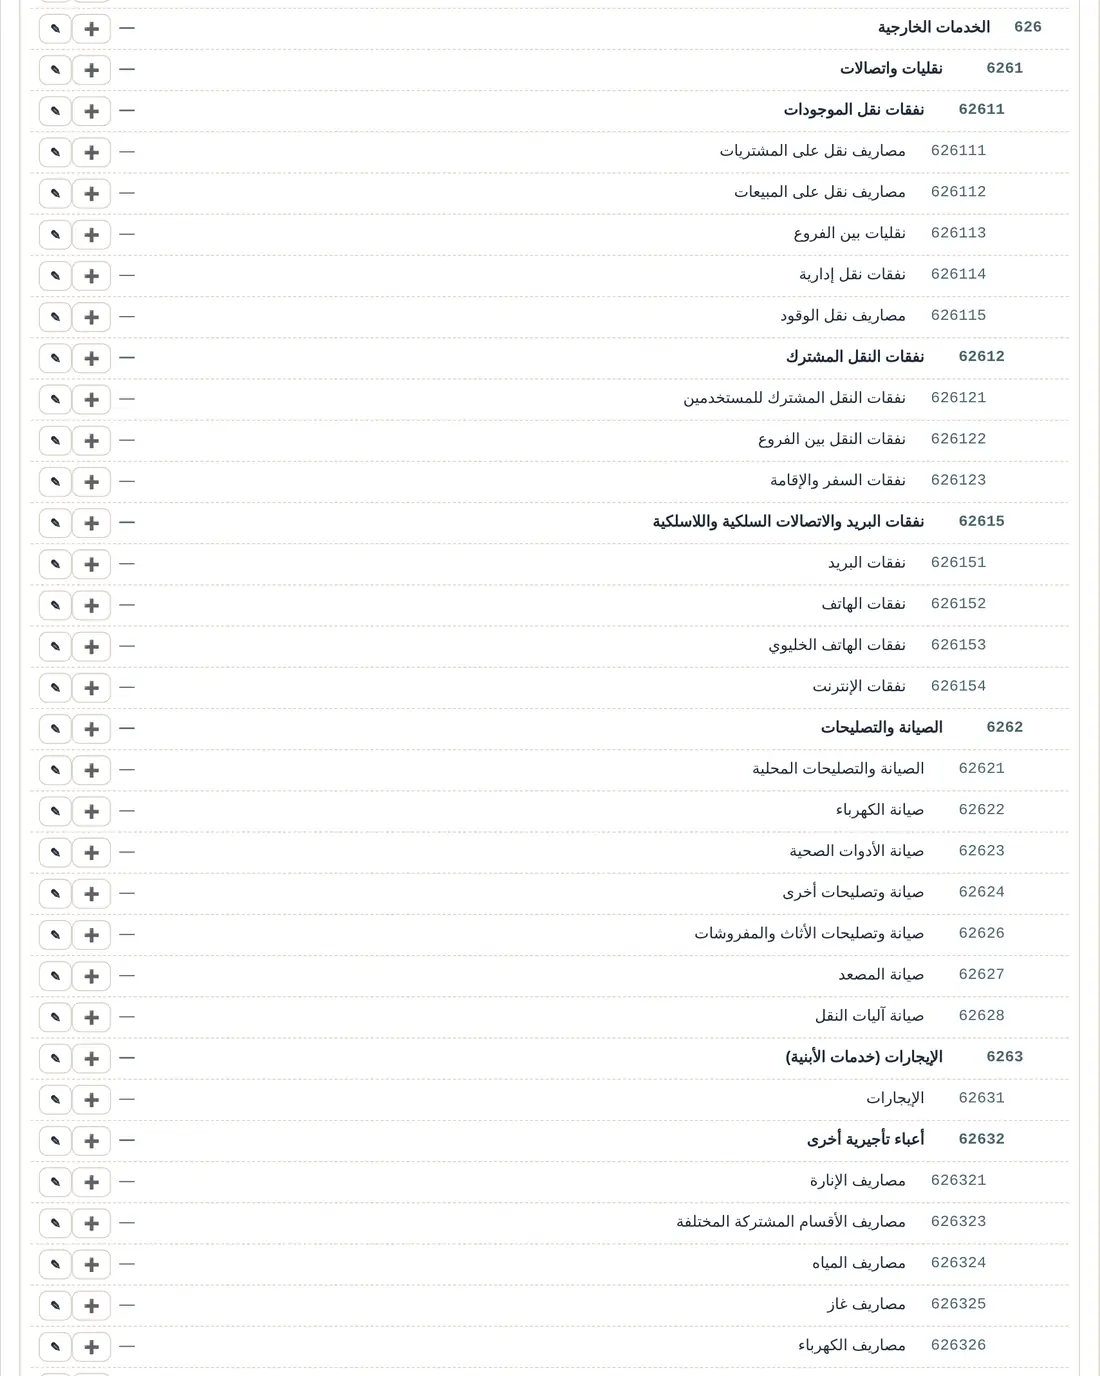 626 الخدمات الخارجية —
6261 نقليات واتصالات —
62611 نفقات نقل الموجودات —
626111 مصاريف نقل على المشتريات —
626112 مصاريف نقل على المبيعات —
626113 نقليات بين الفروع —
626114 نفقات نقل إدارية —
626115 مصاريف نقل الوقود —
62612 نفقات النقل المشترك —
626121 نفقات النقل المشترك للمستخدمين —
626122 نفقات النقل بين الفروع —
626123 نفقات السفر والإقامة —
62615 نفقات البريد والاتصالات السلكية واللاسلكية —
626151 نفقات البريد —
626152 نفقات الهاتف —
626153 نفقات الهاتف الخليوي —
626154 نفقات الإنترنت —
6262 الصيانة والتصليحات —
62621 الصيانة والتصليحات المحلية —
62622 صيانة الكهرباء —
62623 صيانة الأدوات الصحية —
62624 صيانة وتصليحات أخرى —
62626 صيانة وتصليحات الأثاث والمفروشات —
62627 صيانة المصعد —
62628 صيانة آليات النقل —
6263 الإيجارات (خدمات الأبنية) —
62631 الإيجارات —
62632 أعباء تأجيرية أخرى —
626321 مصاريف الإنارة —
626323 مصاريف الأقسام المشتركة المختلفة —
626324 مصاريف المياه —
626325 مصاريف غاز —
626326 مصاريف الكهرباء —